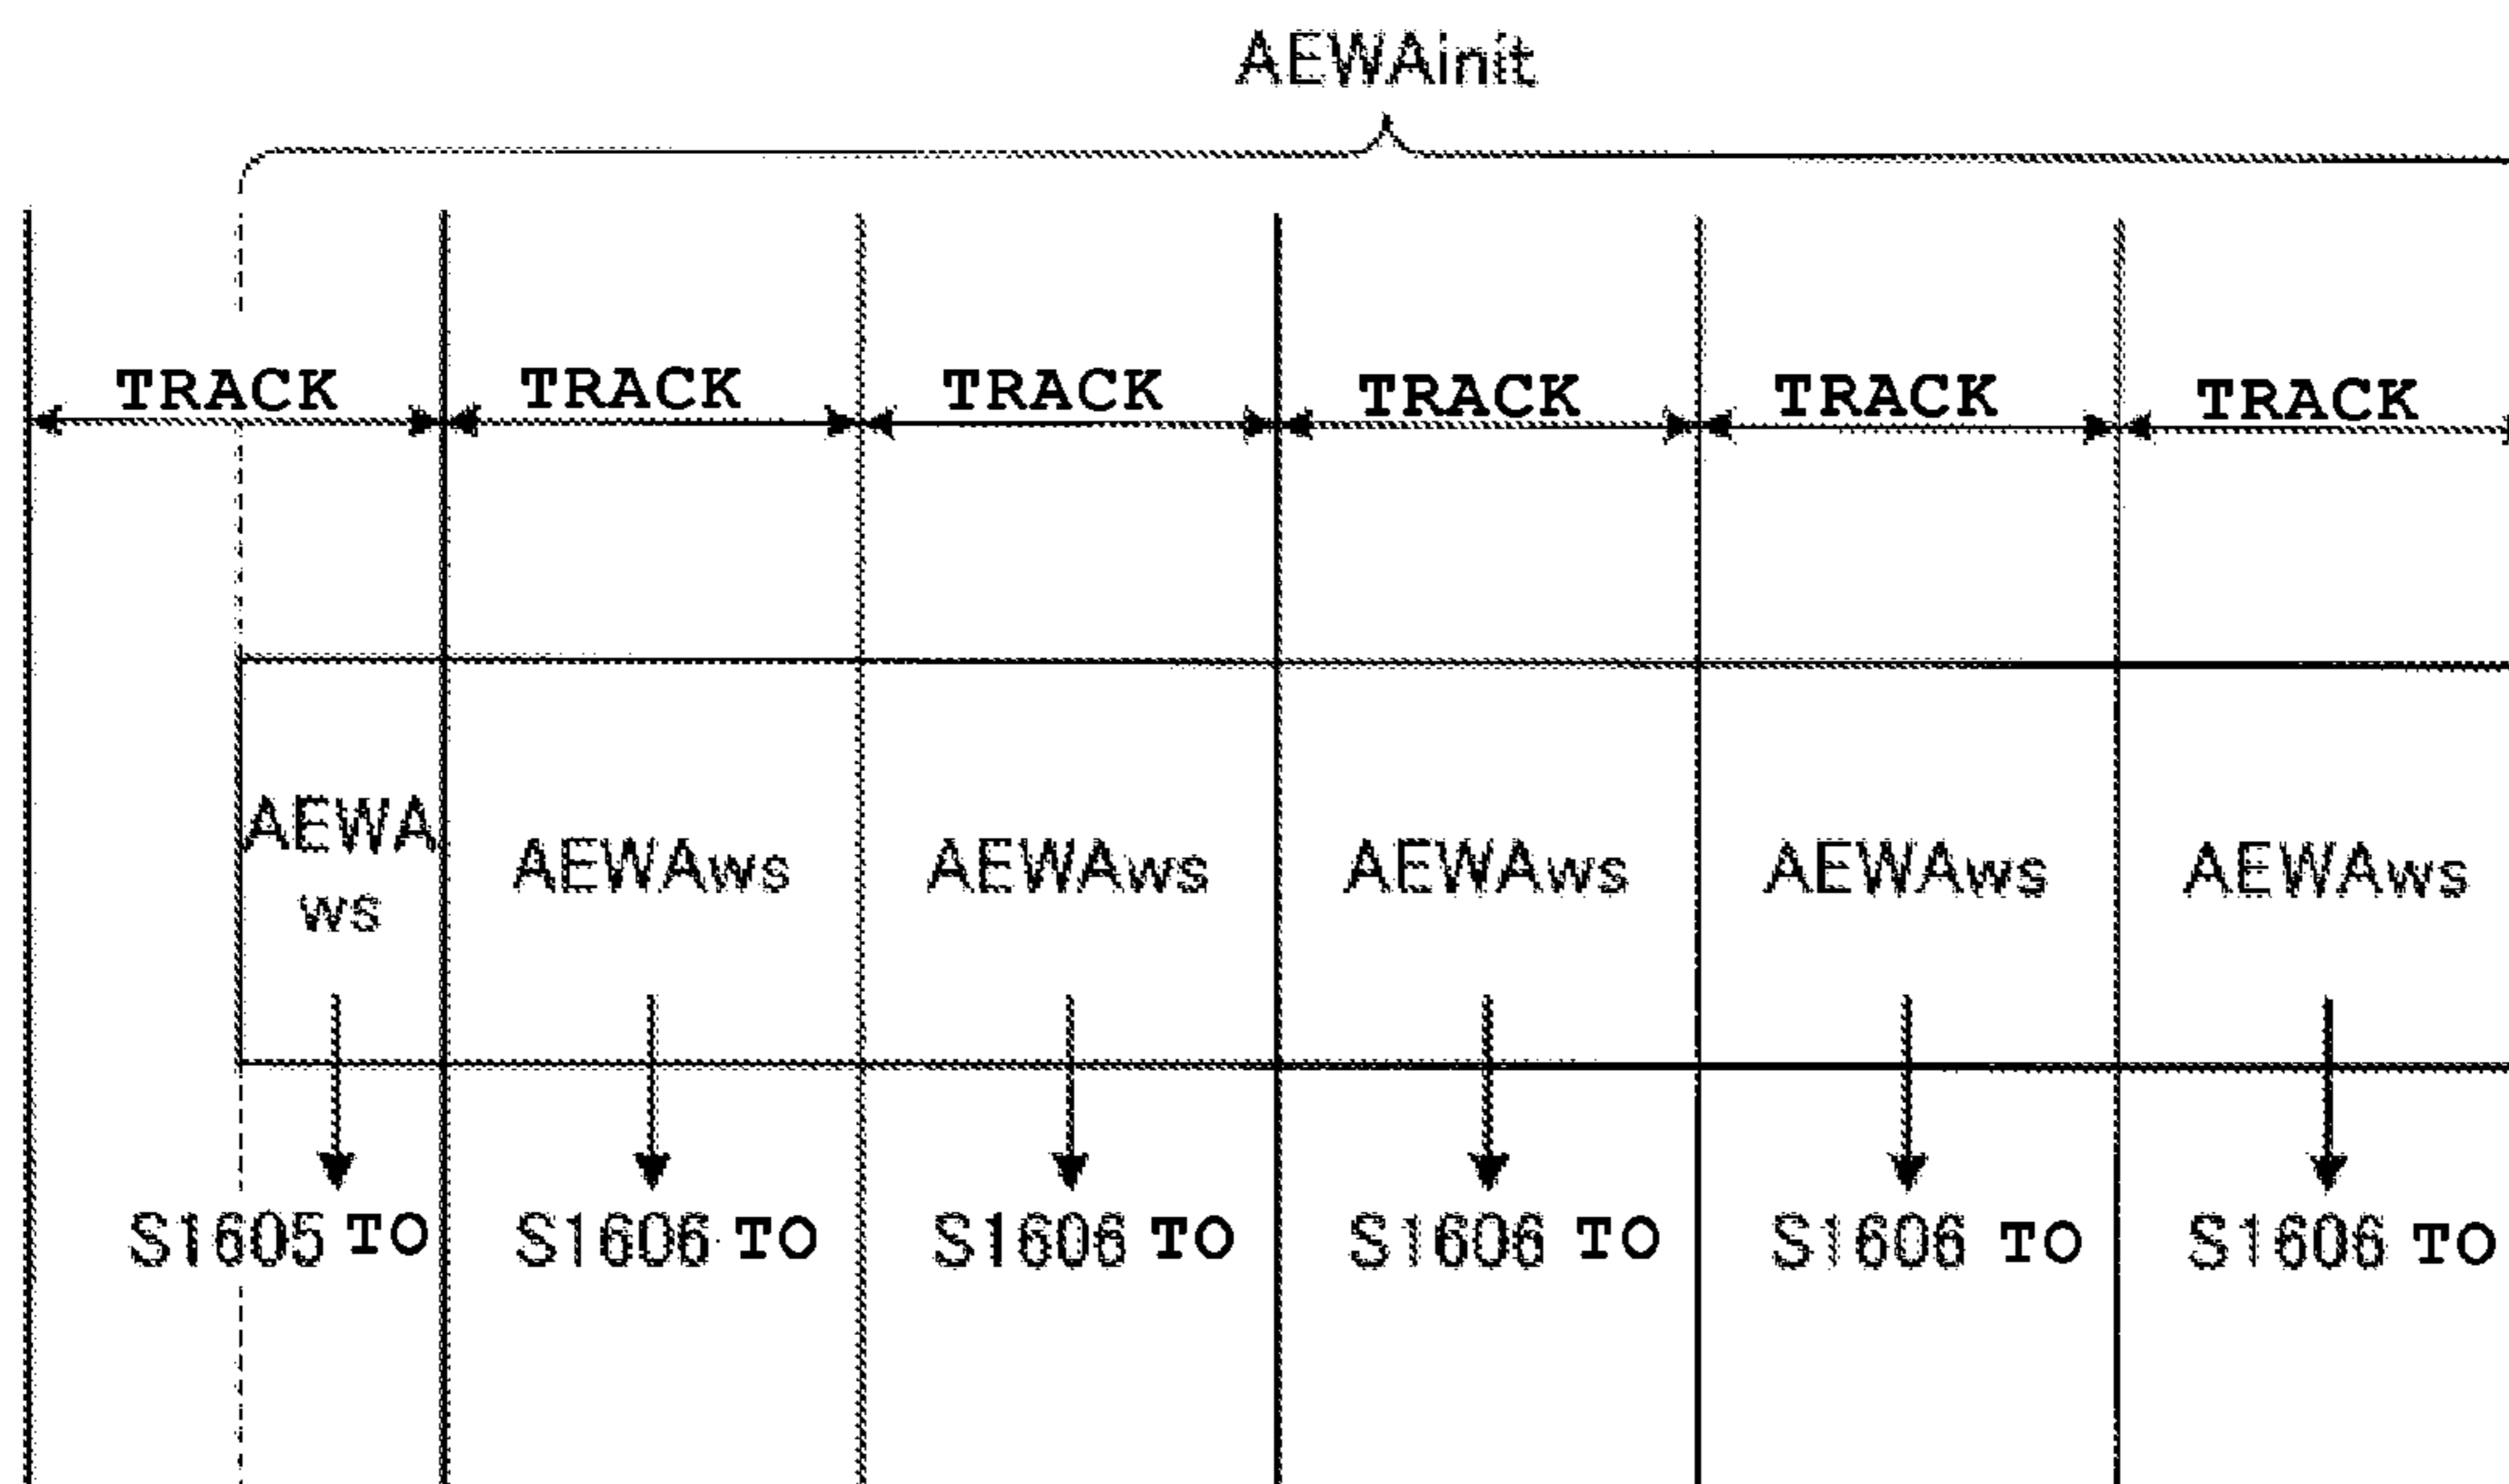 AEWAinit
TRACK TRACK TRACK TRACK TRACK TRACK
AEWA
ws
AEWAws AEWAws AEWAws AEWAws AEWAws
S1605 TO S1606 TO S1606 TO S1606 TO S1606 TO S1606 TO